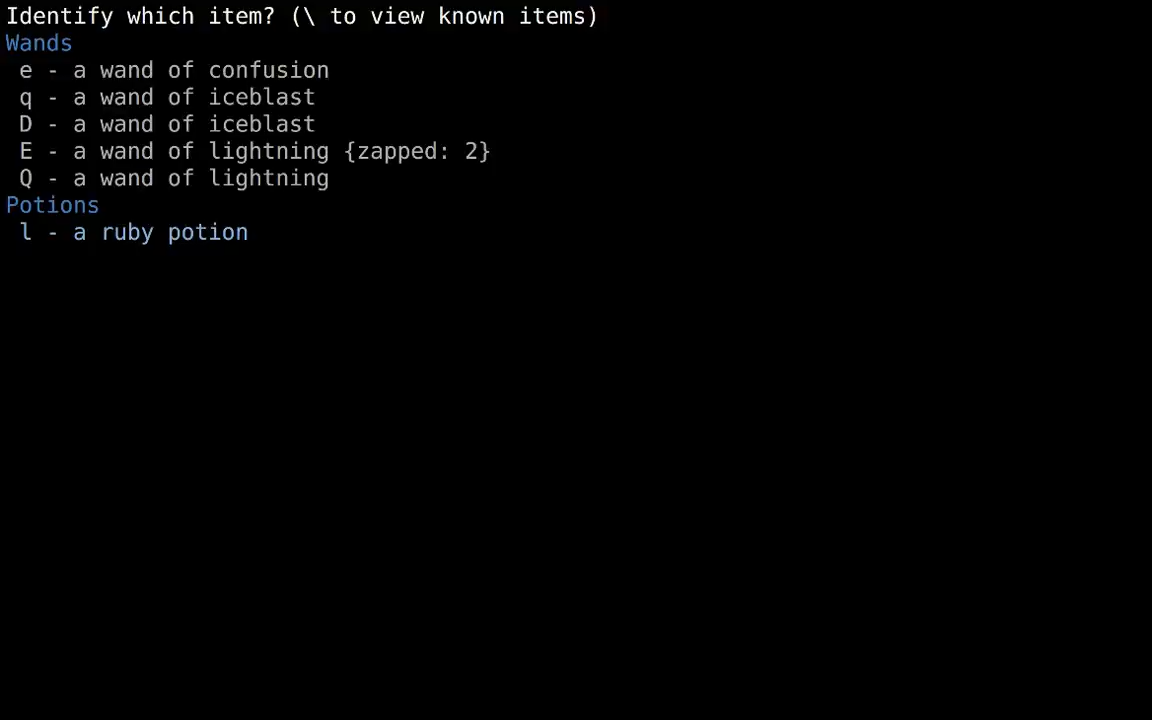 Identify which item? (\ to view known items)
Wands
e - a wand of confusion
q - a wand of iceblast
D - a wand of iceblast
E - a wand of lightning {zapped: 2}
Q - a wand of lightning
Potions
l - a ruby potion